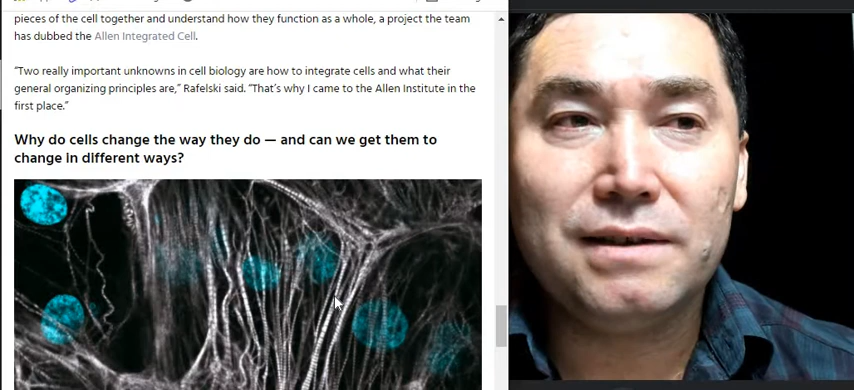 pieces of the cell together and understand how they function as a whole, a project the team
has dubbed the Allen Integrated Cell.
“Two really important unknowns in cell biology are how to integrate cells and what their
general organizing principles are,” Rafelski said. “That’s why I came to the Allen Institute in the
first place.”
Why do cells change the way they do — and can we get them to
change in different ways?